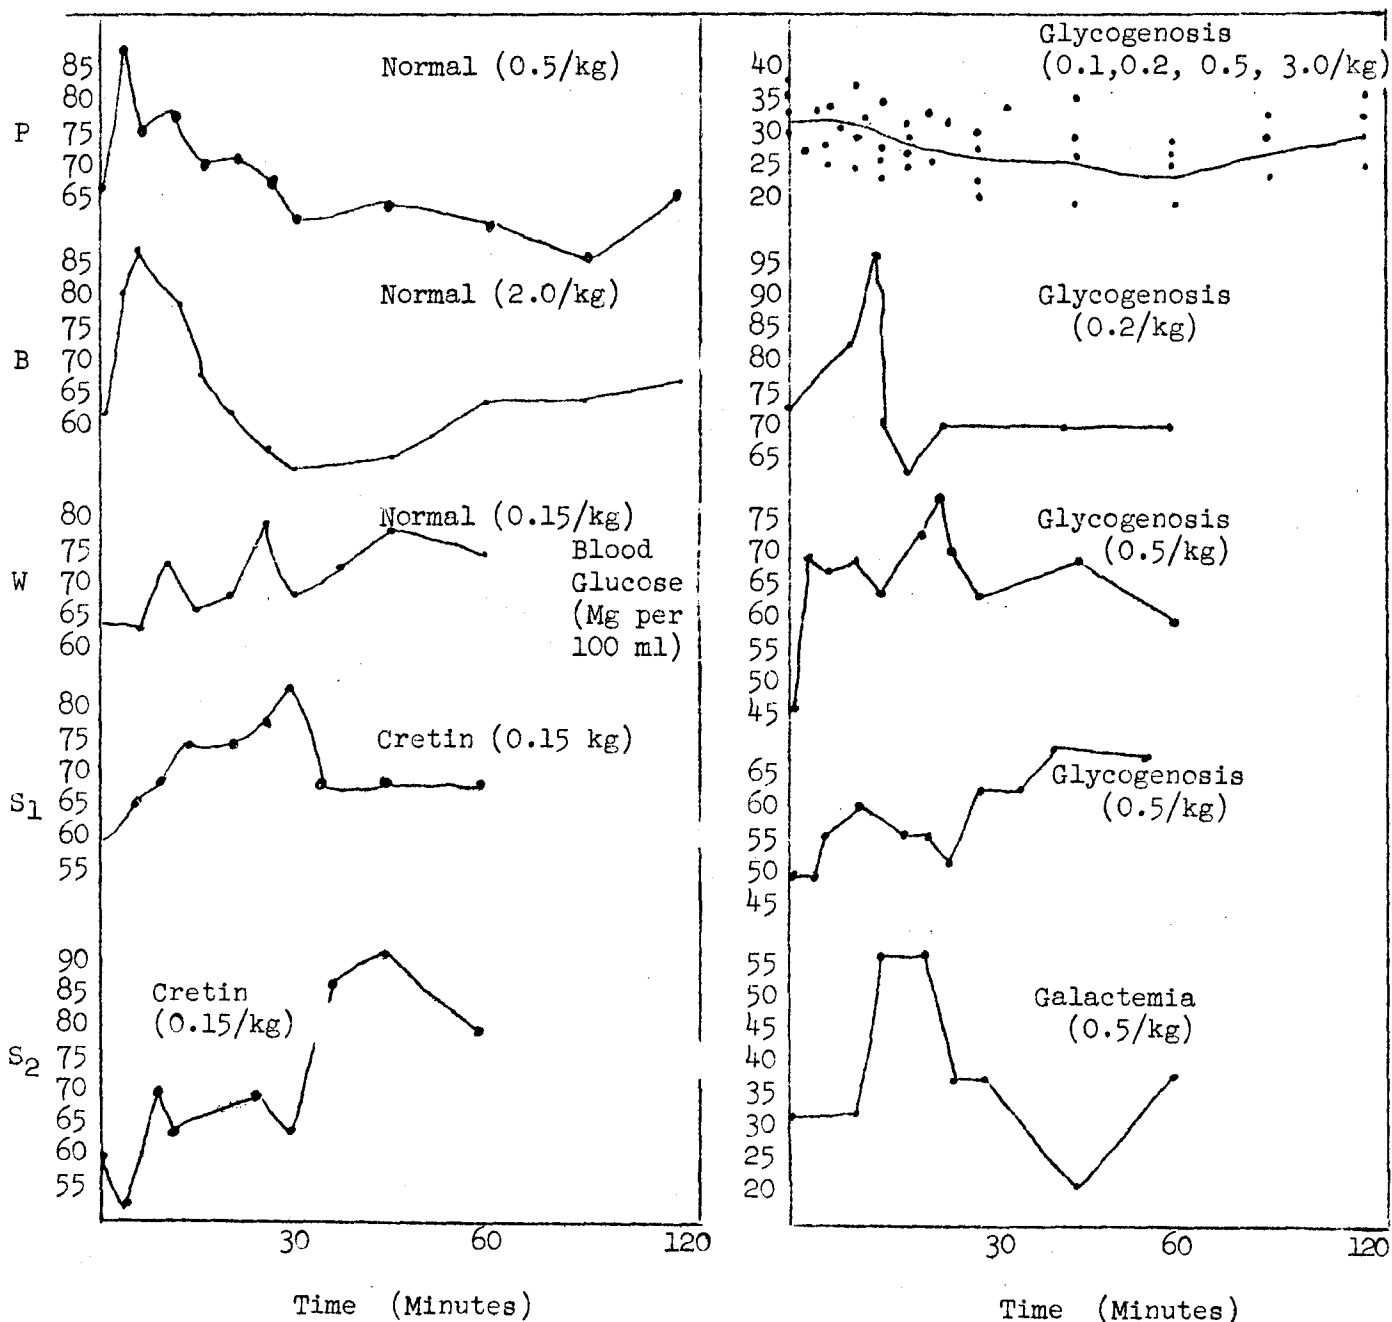 P
85
80
75
70
65
Normal (0.5/kg)
B
85
80
75
70
65
60
Normal (2.0/kg)
W
80
75
70
65
60
Normal (0.15/kg)
Blood
Glucose
(Mg per
100 ml)
S1
80
75
70
65
60
55
Cretin (0.15 kg)
S2
90
85
80
75
70
65
60
55
Cretin
(0.15/kg)
30 60 120
Time (Minutes)
40
35
30
25
20
Glycogenosis
(0.1,0.2, 0.5, 3.0/kg)
95
90
85
80
75
70
65
Glycogenosis
(0.2/kg)
75
70
65
60
55
50
45
Glycogenosis
(0.5/kg)
65
60
55
50
45
Glycogenosis
(0.5/kg)
55
50
45
40
35
30
25
20
Galactemia
(0.5/kg)
30 60 120
Time (Minutes)